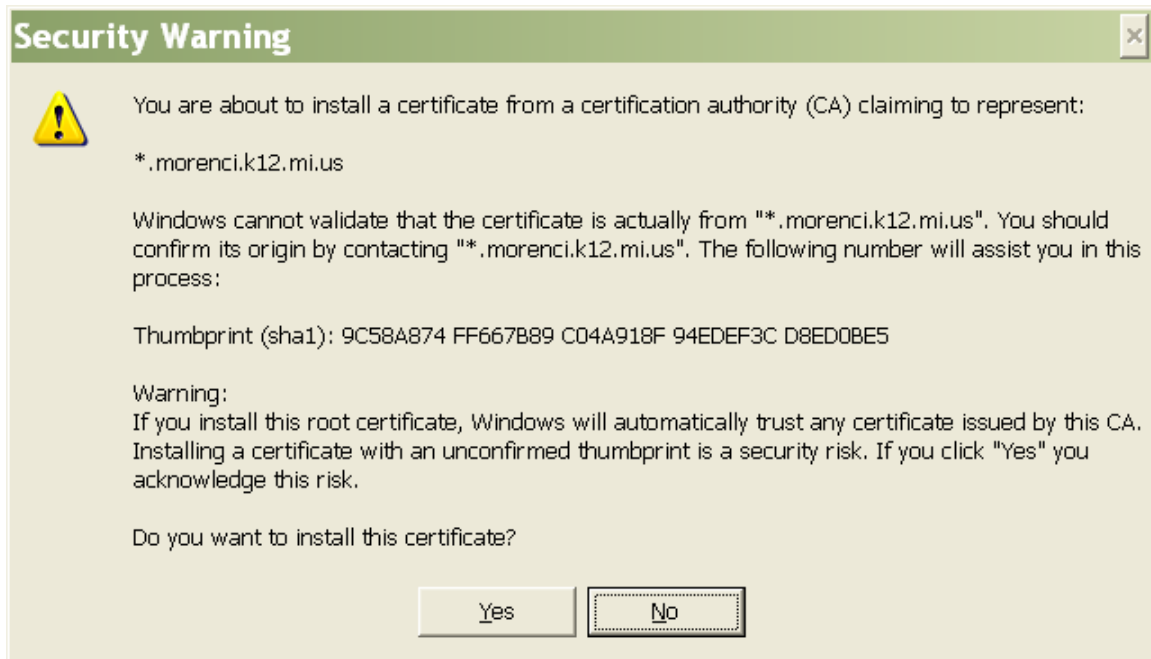 Security Warning
You are about to install a certificate from a certification authority (CA) claiming to represent:
*.morenci.k12.mi.us
Windows cannot validate that the certificate is actually from "*.morenci.k12.mi.us". You should
confirm its origin by contacting "*.morenci.k12.mi.us". The following number will assist you in this
process:
Thumbprint (sha1): 9C58A874 FF667B89 C04A918F 94EDEF3C D8ED0BE5
Warning:
If you install this root certificate, Windows will automatically trust any certificate issued by this CA.
Installing a certificate with an unconfirmed thumbprint is a security risk. If you click "Yes" you
acknowledge this risk.
Do you want to install this certificate?
Yes
No